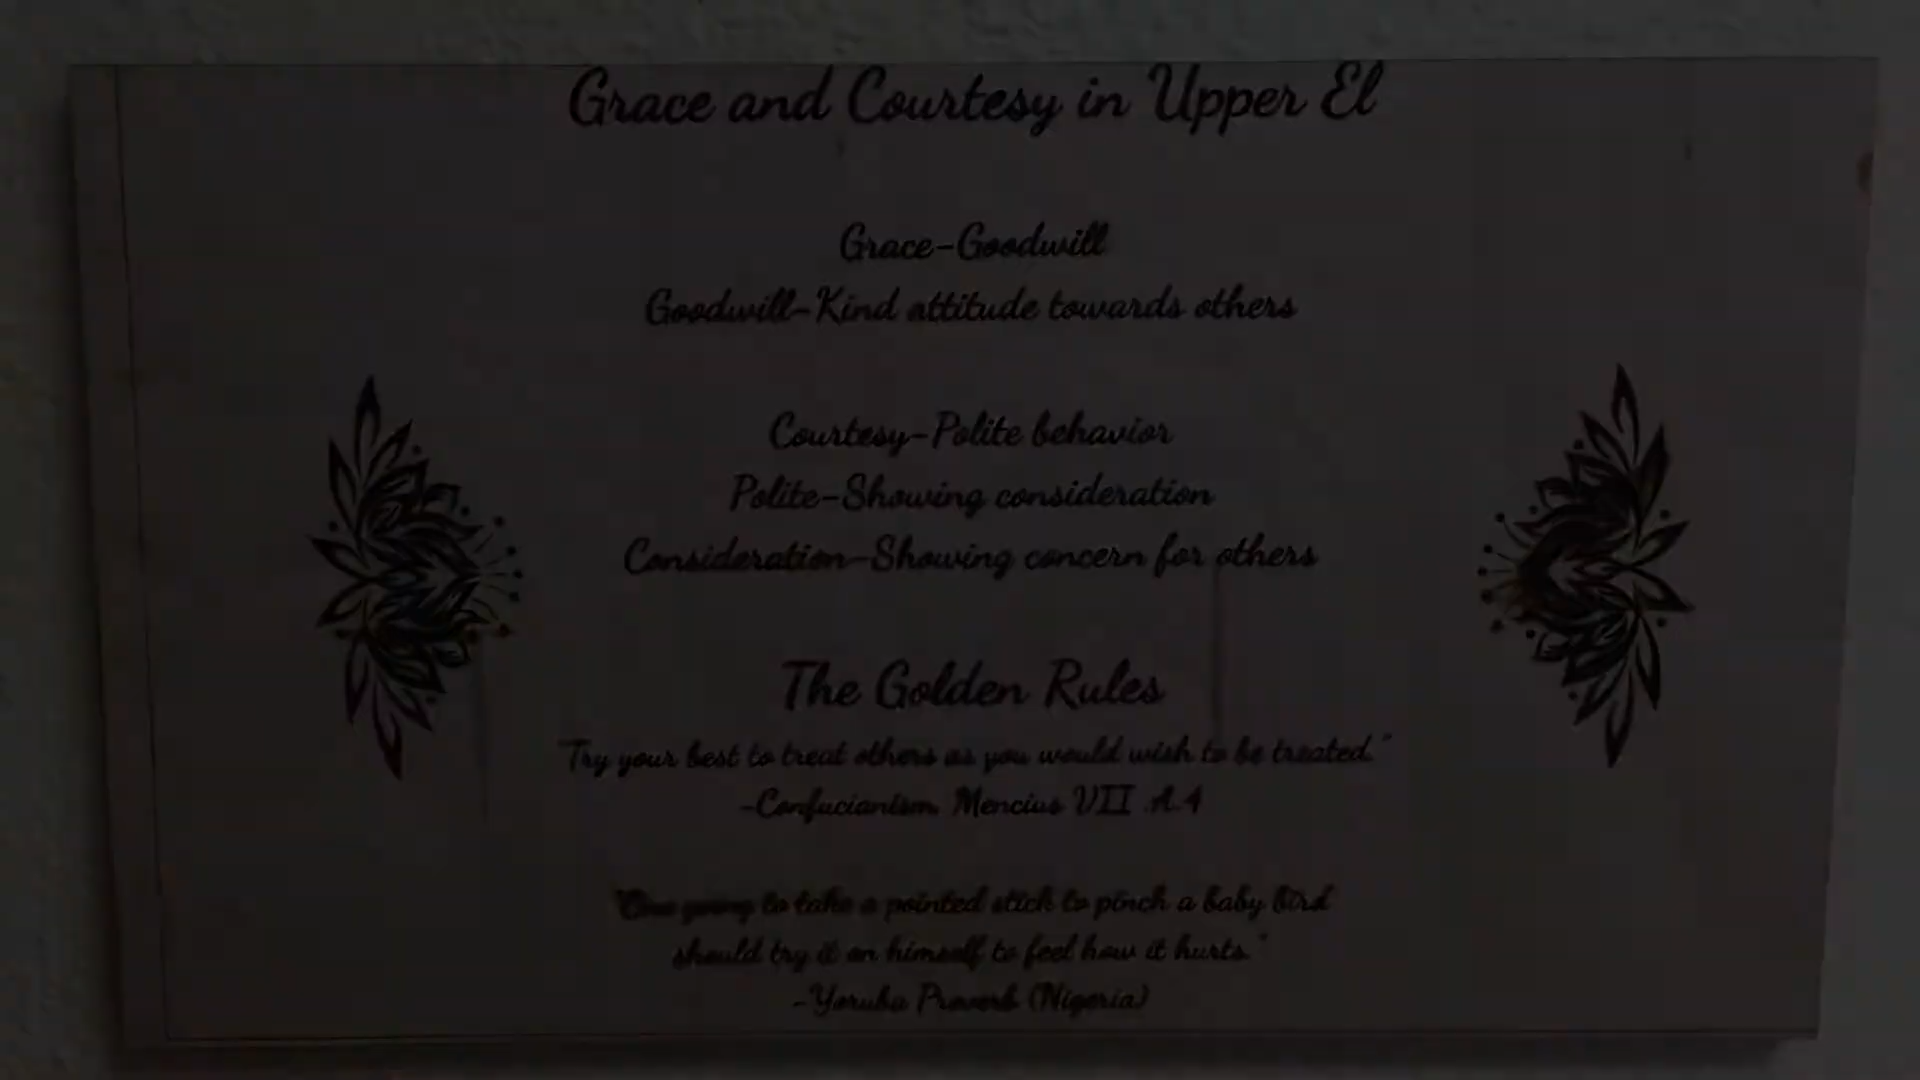 Grace and Courtesy in Upper El
Grace-Goodwill
Goodwill-Kind attitude towards others
Courtesy-Polite behavior
Polite-Showing consideration
Consideration-Showing concern for others
The Golden Rules
"Try your best to treat others as you would wish to be treated."
-Confucianism. Mencius VII .A.4
"One going to take a pointed stick to pinch a baby bird
should try it on himself to feel how it hurts."
-Yoruba Proverb (Nigeria)